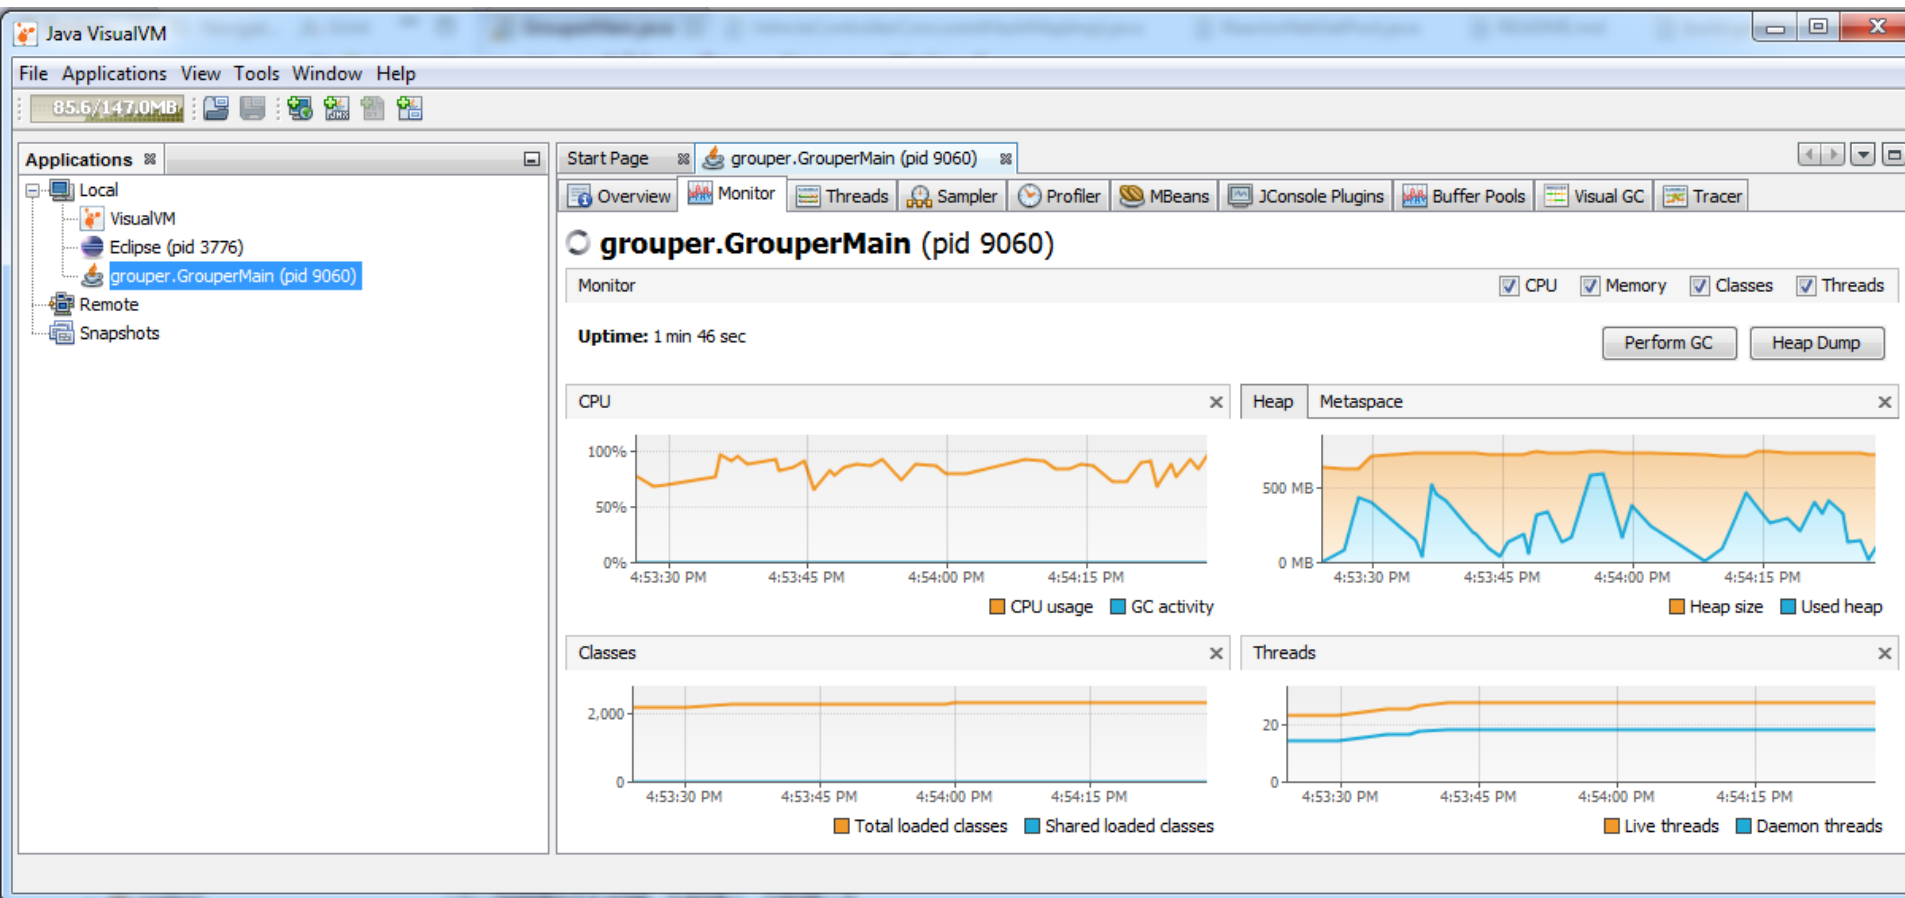 Java VisualVM
File Applications View Tools Window Help
85.6/147.0MB
Applications
Local
VisualVM
Eclipse (pid 3776)
grouper.GrouperMain (pid 9060)
Remote
Snapshots
Start Page grouper.GrouperMain (pid 9060)
Overview Monitor Threads Sampler Profiler MBeans JConsole Plugins Buffer Pools Visual GC Tracer
grouper.GrouperMain (pid 9060)
Monitor CPU Memory Classes Threads
Uptime: 1 min 46 sec
Perform GC Heap Dump
CPU
100%
50%
0%
4:53:30 PM 4:53:45 PM 4:54:00 PM 4:54:15 PM
CPU usage GC activity
Heap Metaspace
500 MB
0 MB
4:53:30 PM 4:53:45 PM 4:54:00 PM 4:54:15 PM
Heap size Used heap
Classes
2,000
0
4:53:30 PM 4:53:45 PM 4:54:00 PM 4:54:15 PM
Total loaded classes Shared loaded classes
Threads
20
0
4:53:30 PM 4:53:45 PM 4:54:00 PM 4:54:15 PM
Live threads Daemon threads